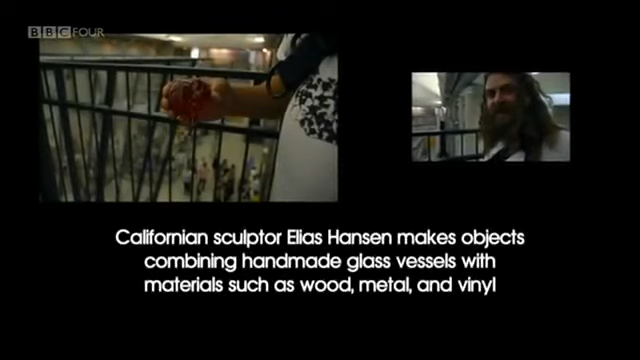 BBC FOUR
Californian sculptor Elias Hansen makes objects
combining handmade glass vessels with
materials such as wood, metal, and vinyl